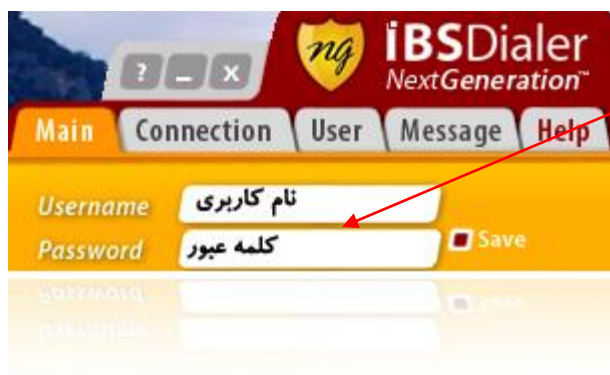 ? _ x
ng iBSDialer
NextGeneration™
Main Connection User Message Help
Username نام کاربری
Password کلمه عبور
Save